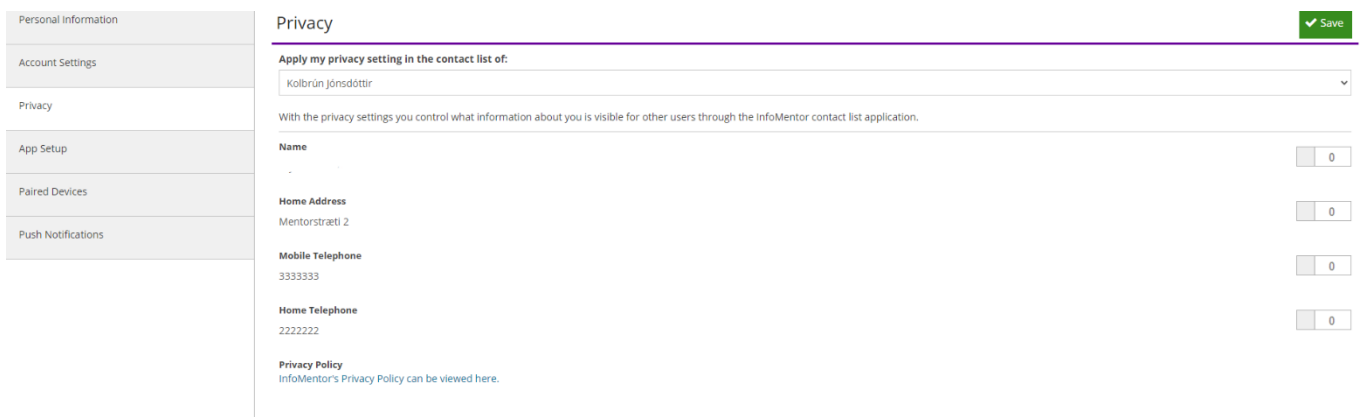 Personal Information
Account Settings
Privacy
App Setup
Paired Devices
Push Notifications
Privacy
Save
Apply my privacy setting in the contact list of:
Kolbrún Jónsdóttir
With the privacy settings you control what information about you is visible for other users through the InfoMentor contact list application.
Name
0
Home Address
0
Mentorstræti 2
Mobile Telephone
0
3333333
Home Telephone
0
2222222
Privacy Policy
InfoMentor's Privacy Policy can be viewed here.